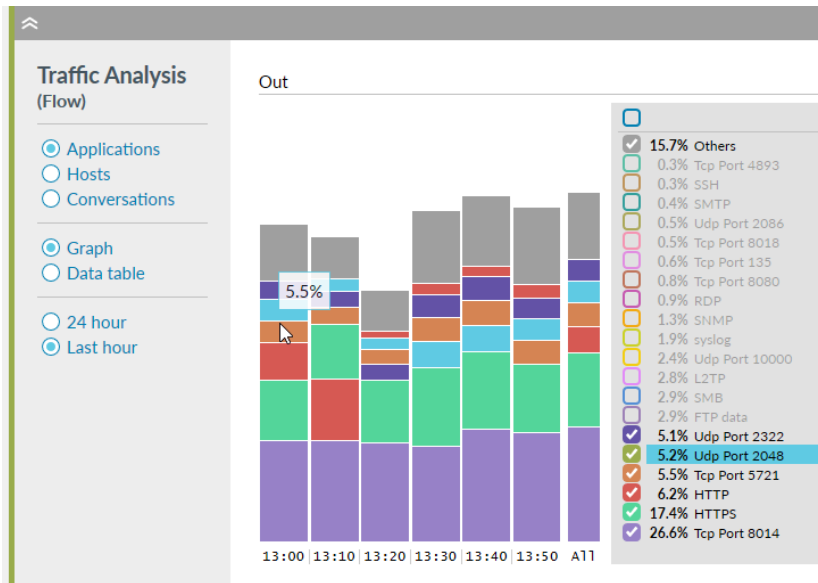 Traffic Analysis
(Flow)
Applications
Hosts
Conversations
Graph
Data table
24 hour
Last hour
Out
5.5%
13:00 13:10 13:20 13:30 13:40 13:50 All
15.7% Others
0.3% Tcp Port 4893
0.3% SSH
0.4% SMTP
0.5% Udp Port 2086
0.5% Tcp Port 8018
0.6% Tcp Port 135
0.8% Tcp Port 8080
0.9% RDP
1.3% SNMP
1.9% syslog
2.4% Udp Port 10000
2.8% L2TP
2.9% SMB
2.9% FTP data
5.1% Udp Port 2322
5.2% Udp Port 2048
5.5% Tcp Port 5721
6.2% HTTP
17.4% HTTPS
26.6% Tcp Port 8014